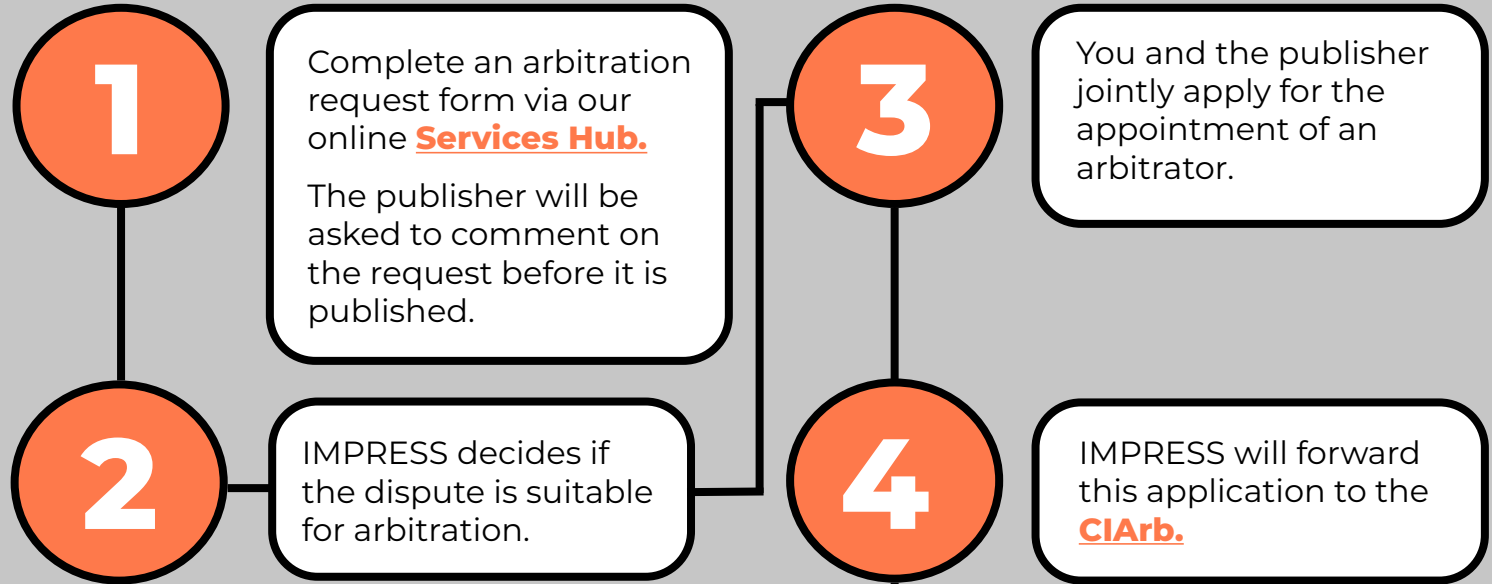 1
Complete an arbitration
request form via our
online Services Hub.
The publisher will be
asked to comment on
the request before it is
published.
2
IMPRESS decides if
the dispute is suitable
for arbitration.
3
You and the publisher
jointly apply for the
appointment of an
arbitrator.
4
IMPRESS will forward
this application to the
CIArb.